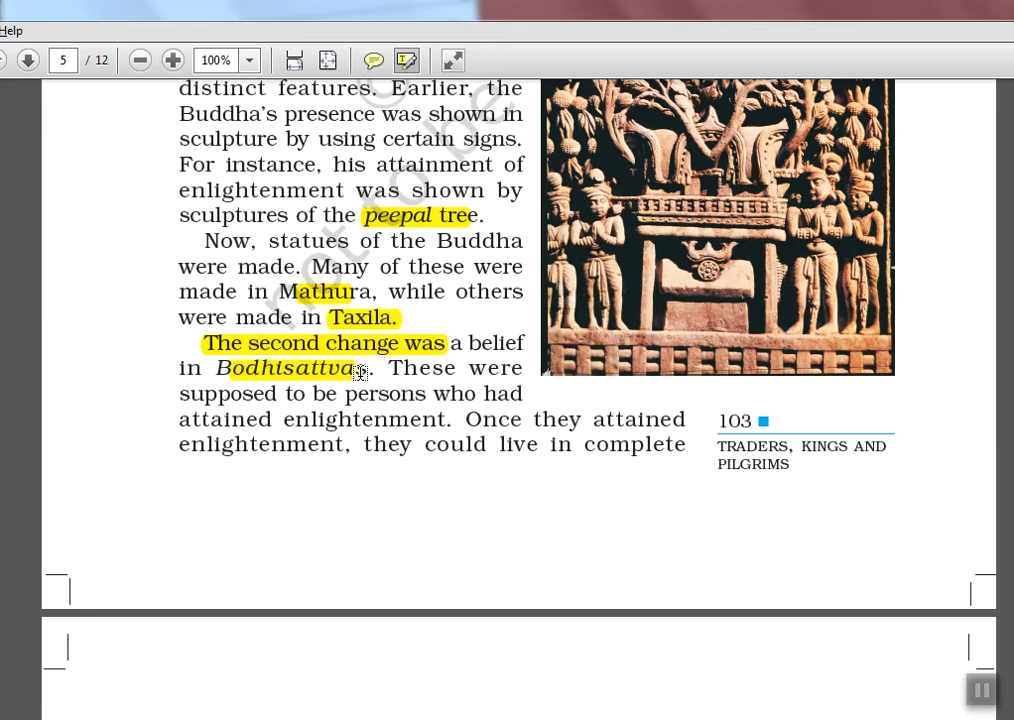 Help
5 / 12
100%
distinct features. Earlier, the
Buddha's presence was shown in
sculpture by using certain signs.
For instance, his attainment of
enlightenment was shown by
sculptures of the peepal tree.
Now, statues of the Buddha
were made. Many of these were
made in Mathura, while others
were made in Taxila.
The second change was a belief
in Bodhisattvas. These were
supposed to be persons who had
attained enlightenment. Once they attained
enlightenment, they could live in complete
103
TRADERS, KINGS AND
PILGRIMS
not to be
©